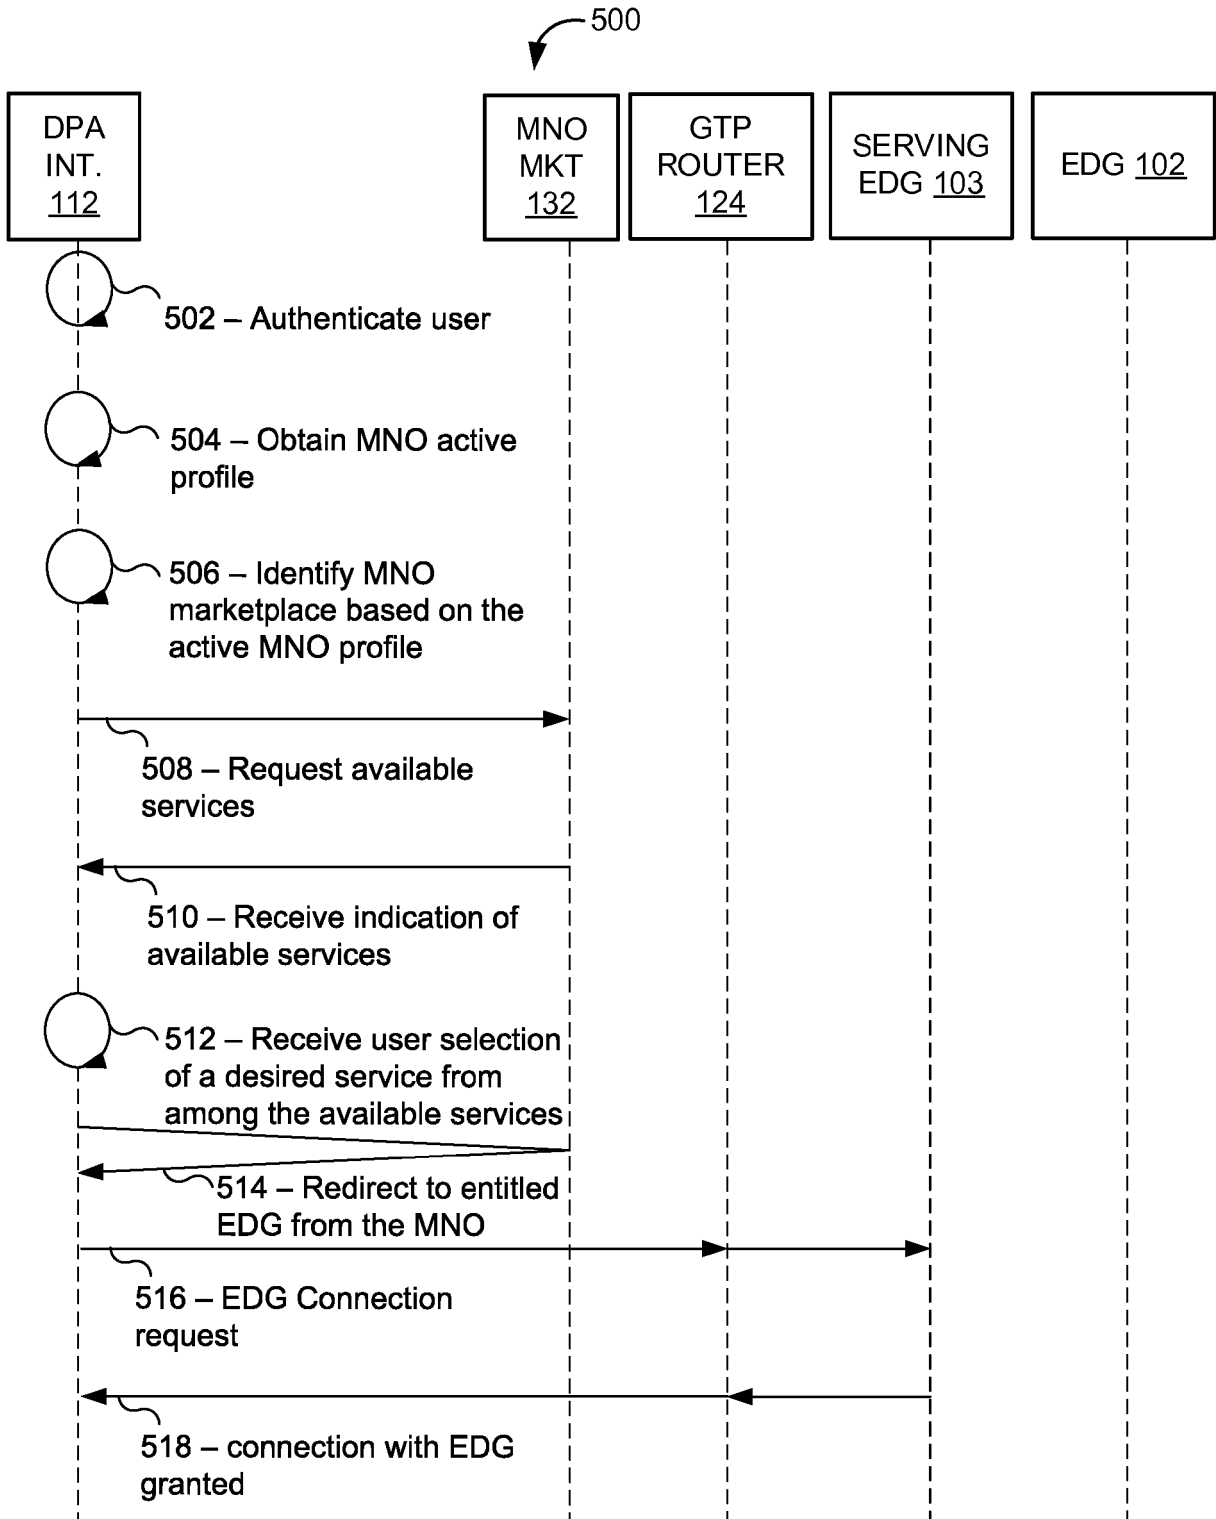 500
DPA
INT.
112
MNO
MKT
132
GTP
ROUTER
124
SERVING
EDG 103
EDG 102
502 – Authenticate user
504 – Obtain MNO active
profile
506 – Identify MNO
marketplace based on the
active MNO profile
508 – Request available
services
510 – Receive indication of
available services
512 – Receive user selection
of a desired service from
among the available services
514 – Redirect to entitled
EDG from the MNO
516 – EDG Connection
request
518 – connection with EDG
granted